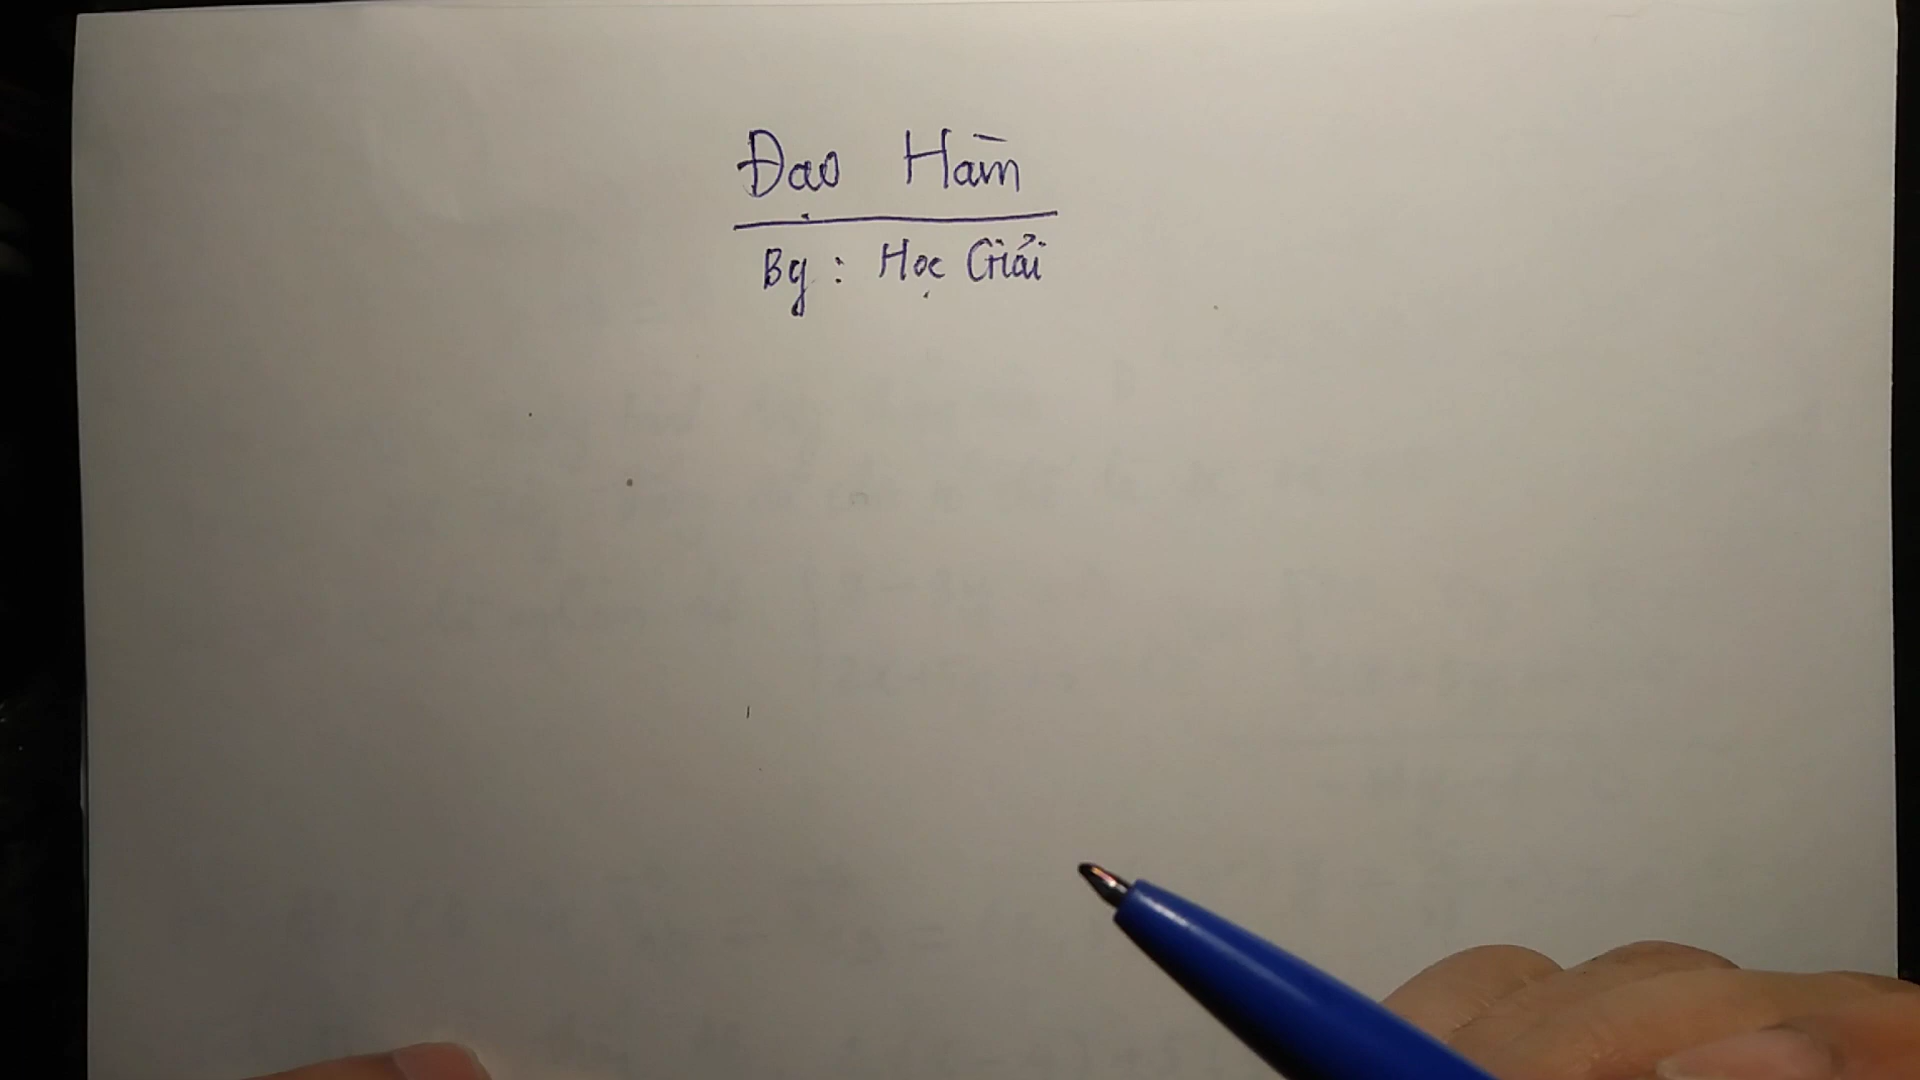 Đạo Hàm
By : Học Giải